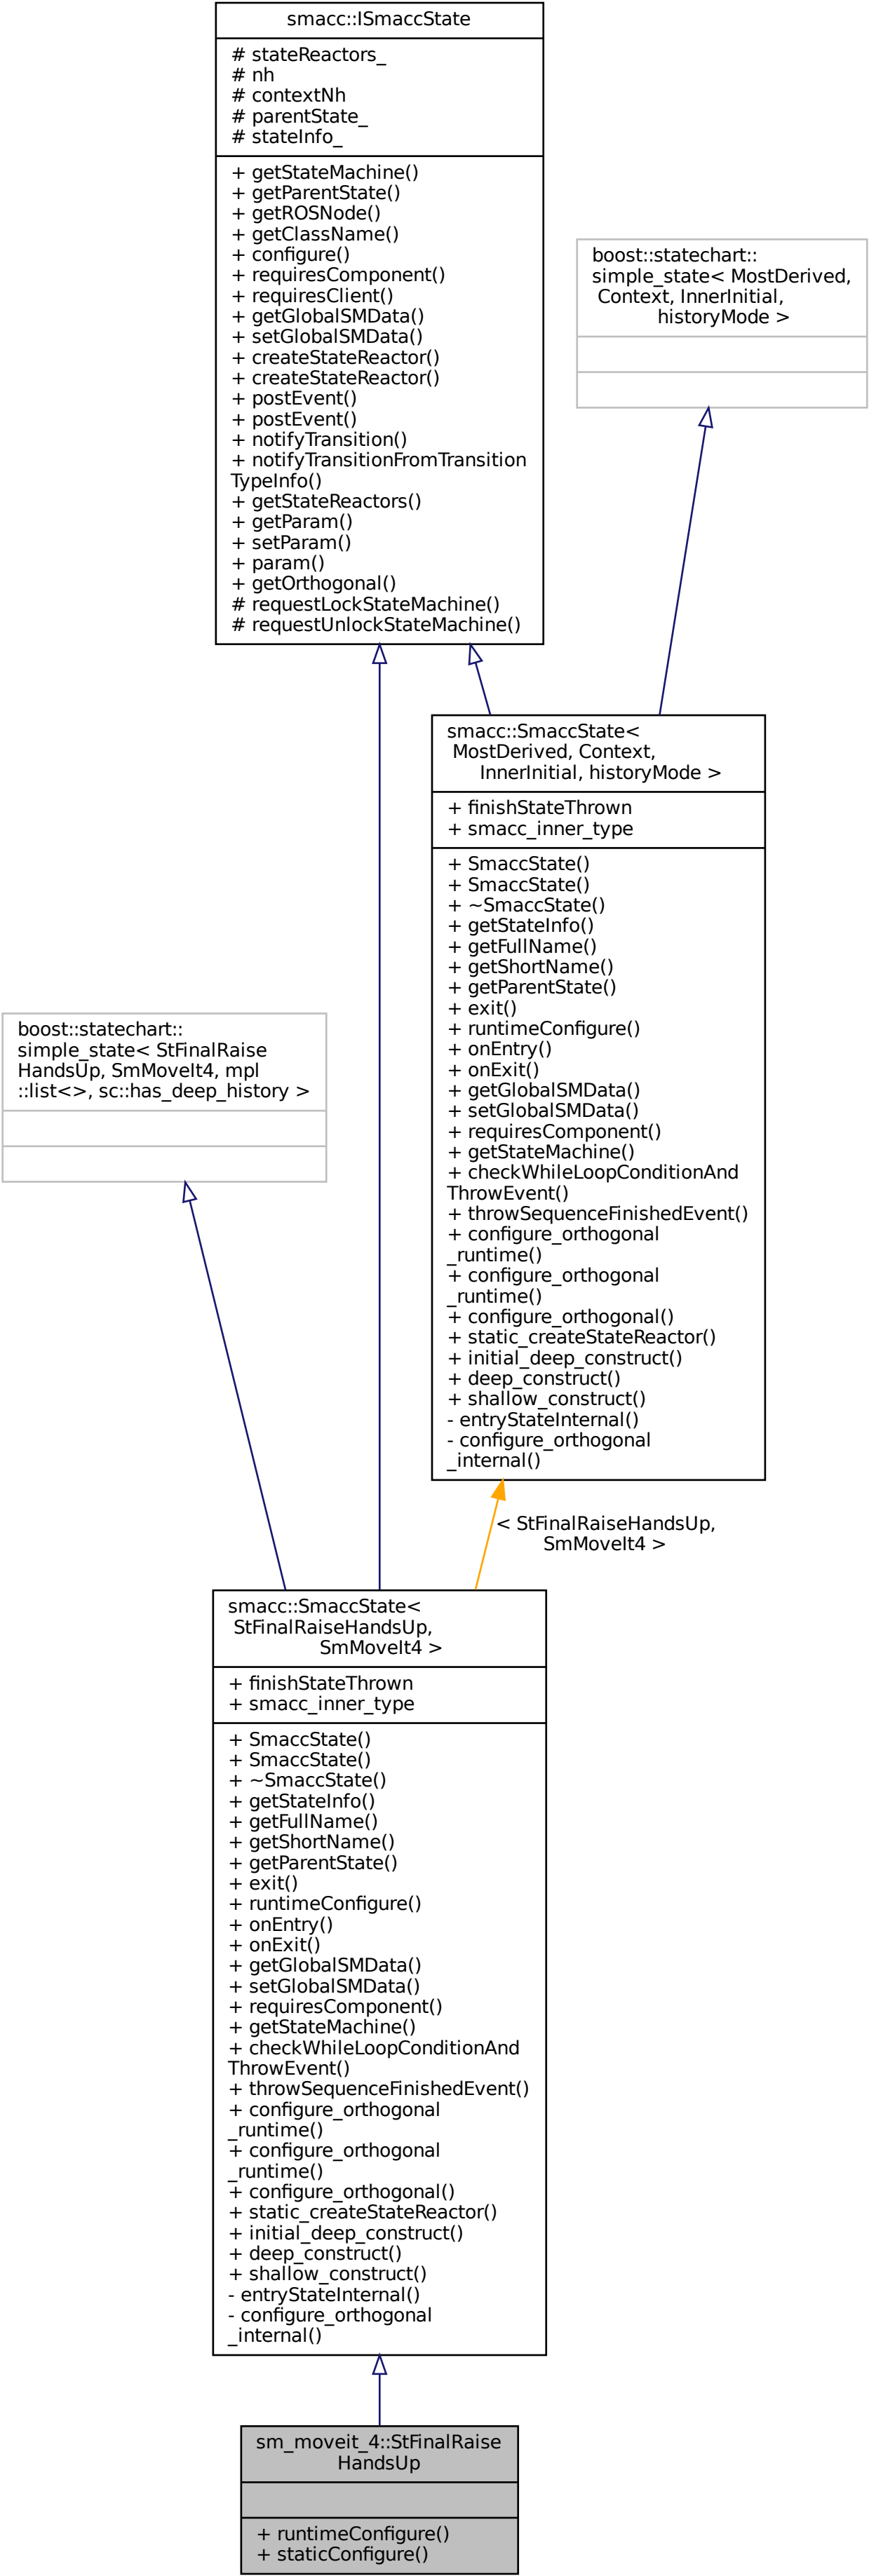 smacc::ISmaccState
# stateReactors_
# nh
# contextNh
# parentState_
# stateInfo_
+ getStateMachine()
+ getParentState()
+ getROSNode()
+ getClassName()
+ configure()
+ requiresComponent()
+ requiresClient()
+ getGlobalSMData()
+ setGlobalSMData()
+ createStateReactor()
+ createStateReactor()
+ postEvent()
+ postEvent()
+ notifyTransition()
+ notifyTransitionFromTransition
TypeInfo()
+ getStateReactors()
+ getParam()
+ setParam()
+ param()
+ getOrthogonal()
# requestLockStateMachine()
# requestUnlockStateMachine()
boost::statechart::
simple_state< MostDerived,
Context, InnerInitial,
historyMode >
smacc::SmaccState<
MostDerived, Context,
InnerInitial, historyMode >
+ finishStateThrown
+ smacc_inner_type
+ SmaccState()
+ SmaccState()
+ ~SmaccState()
+ getStateInfo()
+ getFullName()
+ getShortName()
+ getParentState()
+ exit()
+ runtimeConfigure()
+ onEntry()
+ onExit()
+ getGlobalSMData()
+ setGlobalSMData()
+ requiresComponent()
+ getStateMachine()
+ checkWhileLoopConditionAnd
ThrowEvent()
+ throwSequenceFinishedEvent()
+ configure_orthogonal
_runtime()
+ configure_orthogonal
_runtime()
+ configure_orthogonal()
+ static_createStateReactor()
+ initial_deep_construct()
+ deep_construct()
+ shallow_construct()
- entryStateInternal()
- configure_orthogonal
_internal()
boost::statechart::
simple_state< StFinalRaise
HandsUp, SmMoveIt4, mpl
::list<>, sc::has_deep_history >
< StFinalRaiseHandsUp,
SmMoveIt4 >
smacc::SmaccState<
StFinalRaiseHandsUp,
SmMoveIt4 >
+ finishStateThrown
+ smacc_inner_type
+ SmaccState()
+ SmaccState()
+ ~SmaccState()
+ getStateInfo()
+ getFullName()
+ getShortName()
+ getParentState()
+ exit()
+ runtimeConfigure()
+ onEntry()
+ onExit()
+ getGlobalSMData()
+ setGlobalSMData()
+ requiresComponent()
+ getStateMachine()
+ checkWhileLoopConditionAnd
ThrowEvent()
+ throwSequenceFinishedEvent()
+ configure_orthogonal
_runtime()
+ configure_orthogonal
_runtime()
+ configure_orthogonal()
+ static_createStateReactor()
+ initial_deep_construct()
+ deep_construct()
+ shallow_construct()
- entryStateInternal()
- configure_orthogonal
_internal()
sm_moveit_4::StFinalRaise
HandsUp
+ runtimeConfigure()
+ staticConfigure()